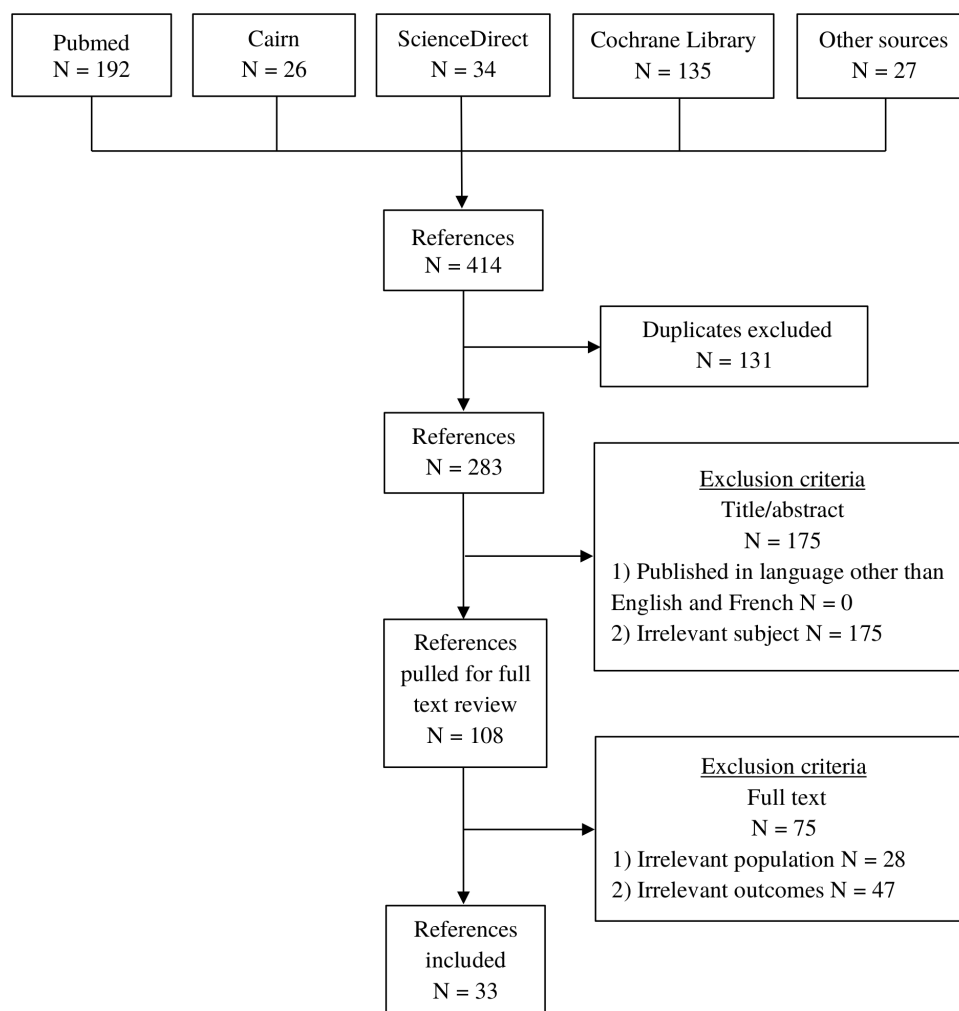 Pubmed
N = 192
Cairn
N = 26
ScienceDirect
N = 34
Cochrane Library
N = 135
Other sources
N = 27
References
N = 414
Duplicates excluded
N = 131
References
N = 283
Exclusion criteria
Title/abstract
N = 175
1) Published in language other than
English and French N = 0
2) Irrelevant subject N = 175
References
pulled for full
text review
N = 108
Exclusion criteria
Full text
N = 75
1) Irrelevant population N = 28
2) Irrelevant outcomes N = 47
References
included
N = 33